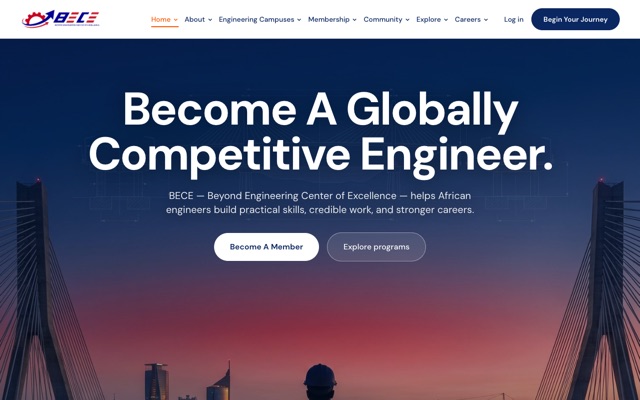 BECE
Home
About
Engineering Campuses
Membership
Community
Explore
Careers
Log in
Begin Your Journey
Become A Globally
Competitive Engineer.
BECE — Beyond Engineering Center of Excellence — helps African
engineers build practical skills, credible work, and stronger careers.
Become A Member
Explore programs